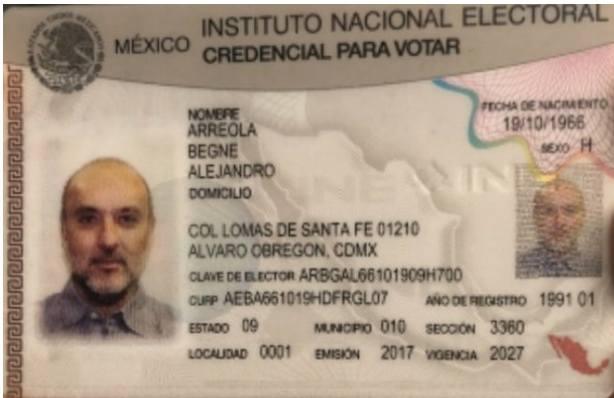 INSTITUTO NACIONAL ELECTORAL
MÉXICO CREDENCIAL PARA VOTAR
NOMBRE
ARREOLA
BEGNE
ALEJANDRO
FECHA DE NACIMIENTO
19/10/1966
SEXO H
DOMICILIO
COL LOMAS DE SANTA FE 01210
ALVARO OBREGON, CDMX
CLAVE DE ELECTOR ARBGAL66101909H700
CURP AEBA661019HDFRGL07 AÑO DE REGISTRO 1991 01
ESTADO 09 MUNICIPIO 010 SECCIÓN 3360
LOCALIDAD 0001 EMISIÓN 2017 VIGENCIA 2027